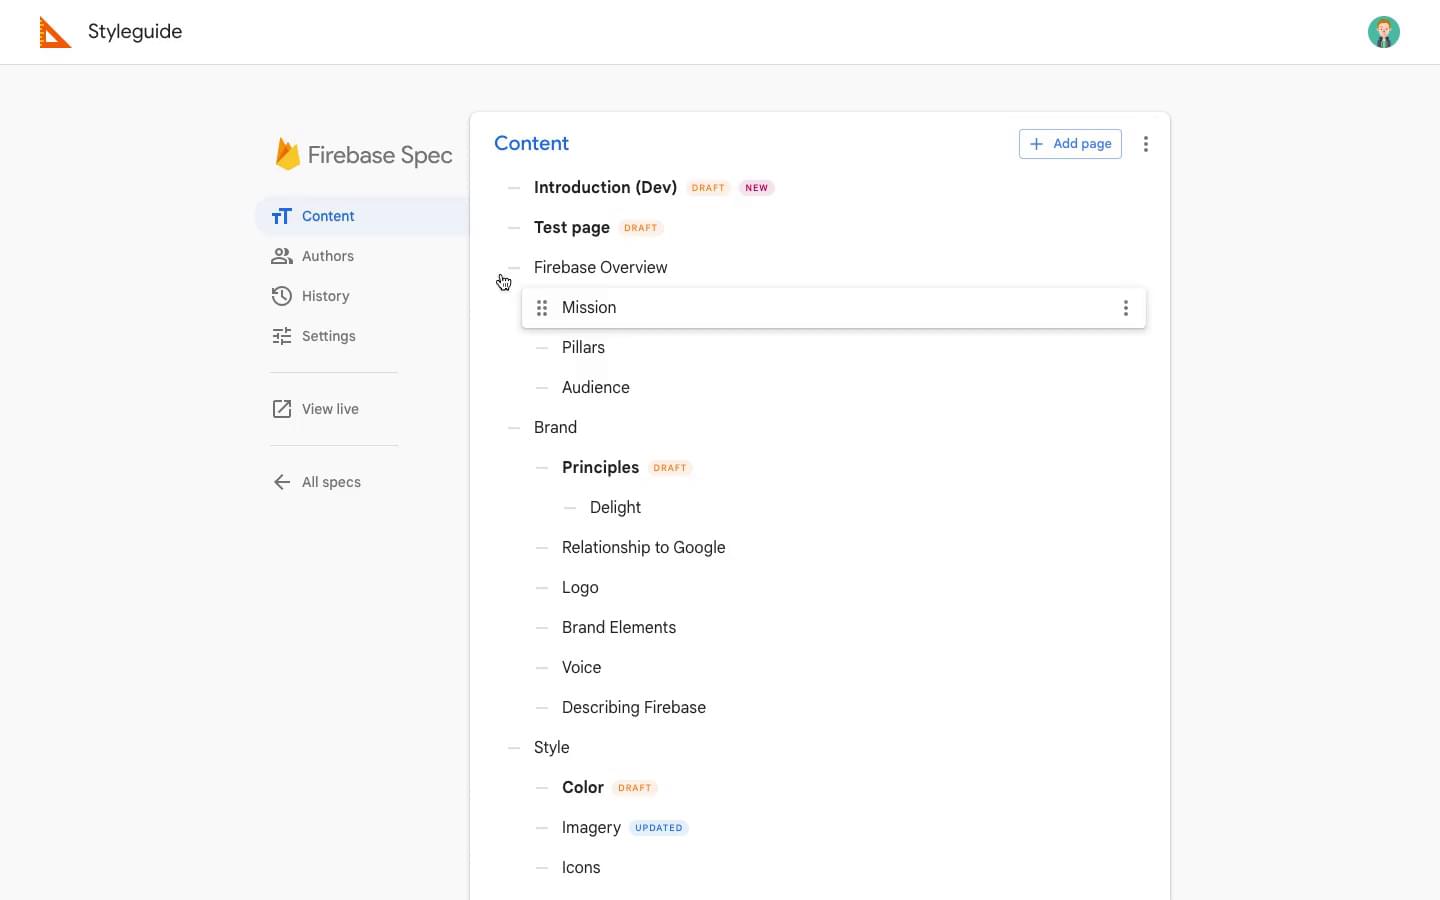 Styleguide
Firebase Spec
Content
Authors
History
Settings
View live
All specs
Content
Add page
Introduction (Dev) DRAFT NEW
Test page DRAFT
Firebase Overview
Mission
Pillars
Audience
Brand
Principles DRAFT
Delight
Relationship to Google
Logo
Brand Elements
Voice
Describing Firebase
Style
Color DRAFT
Imagery UPDATED
Icons